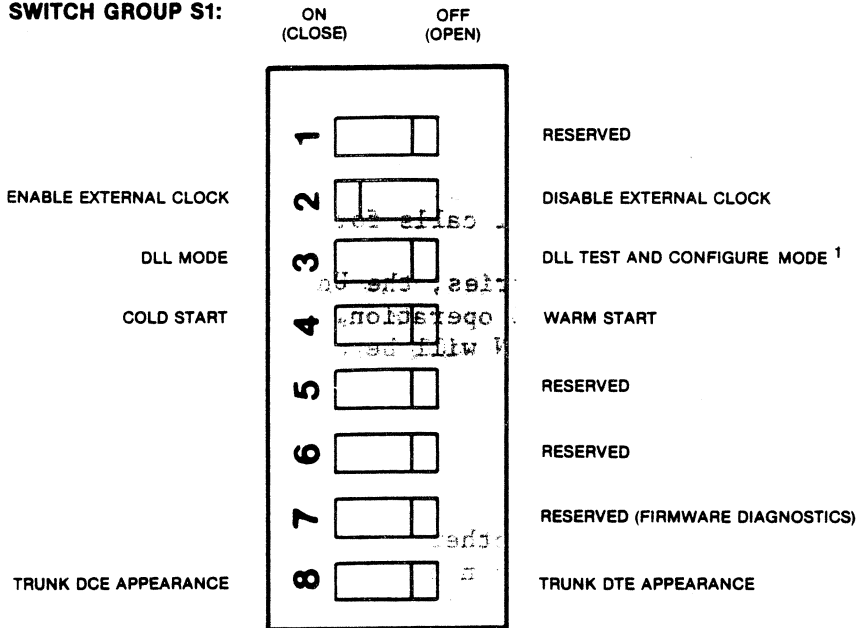 SWITCH GROUP S1:
ON OFF
(CLOSE) (OPEN)
1 RESERVED
ENABLE EXTERNAL CLOCK 2 DISABLE EXTERNAL CLOCK
DLL MODE 3 DLL TEST AND CONFIGURE MODE 1
COLD START 4 WARM START
5 RESERVED
6 RESERVED
7 RESERVED (FIRMWARE DIAGNOSTICS)
TRUNK DCE APPEARANCE 8 TRUNK DTE APPEARANCE